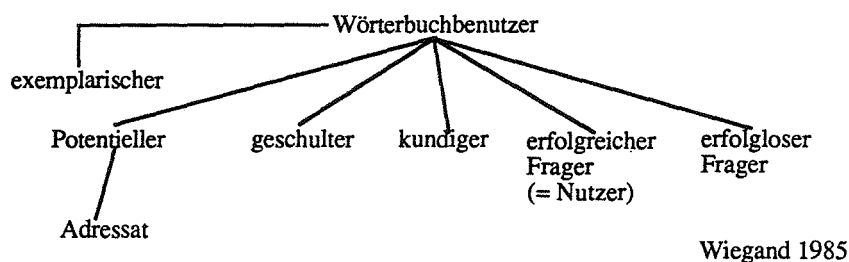 Wörterbuchbenutzer
exemplarischer
Potentieller geschulter kundiger erfolgreicher erfolgloser
Frager Frager
(= Nutzer)
Adressat
Wiegand 1985